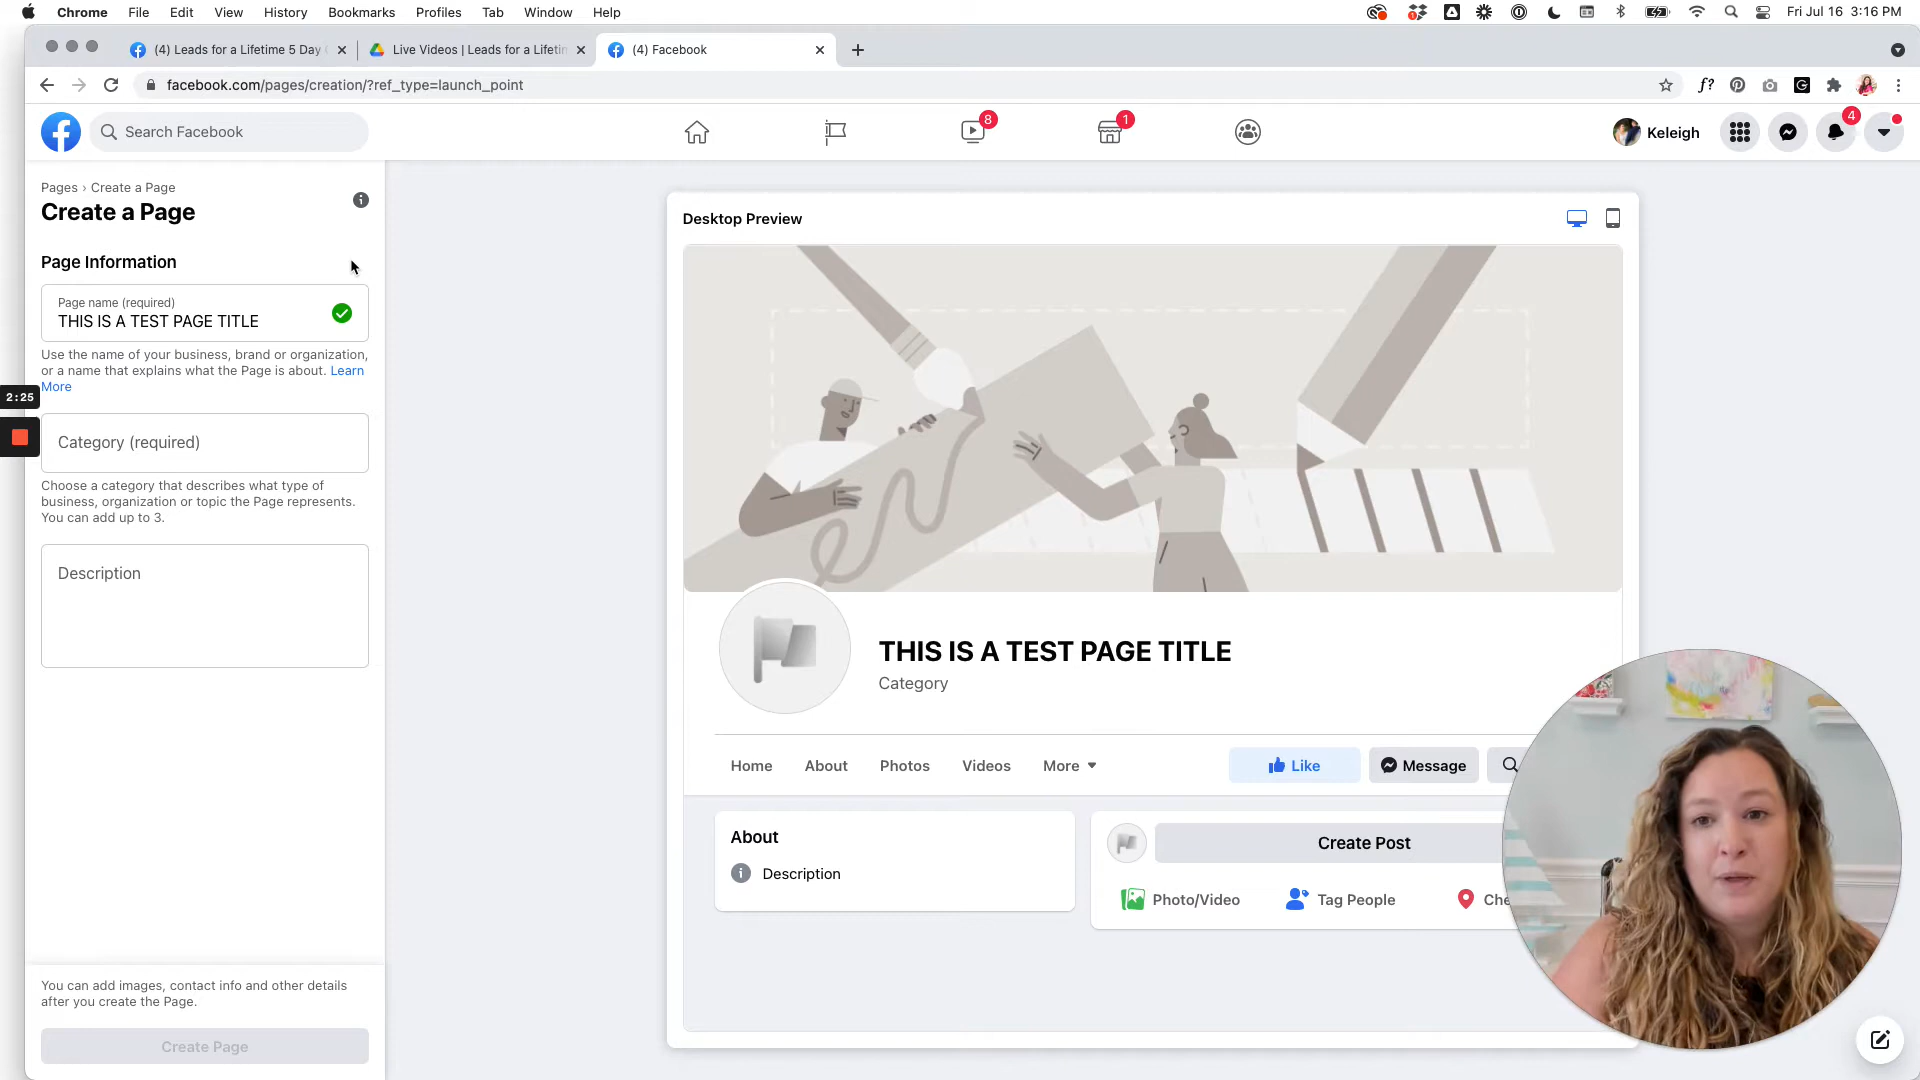 Chrome File Edit View History Bookmarks Profiles Tab Window Help 1 Fri Jul 16 3:16 PM
(4) Leads for a Lifetime 5 Day Live Videos | Leads for a Lifetim (4) Facebook
facebook.com/pages/creation/?ref_type=launch_point f?
Search Facebook 8 1 Keleigh 4
Pages › Create a Page
Create a Page
Page Information
Page name (required)
THIS IS A TEST PAGE TITLE
Use the name of your business, brand or organization,
or a name that explains what the Page is about. Learn
More
2:25
Category (required)
Choose a category that describes what type of
business, organization or topic the Page represents.
You can add up to 3.
Description
You can add images, contact info and other details
after you create the Page.
Create Page
Desktop Preview
THIS IS A TEST PAGE TITLE
Category
Home About Photos Videos More Like Message
About
Description
Create Post
Photo/Video Tag People Che